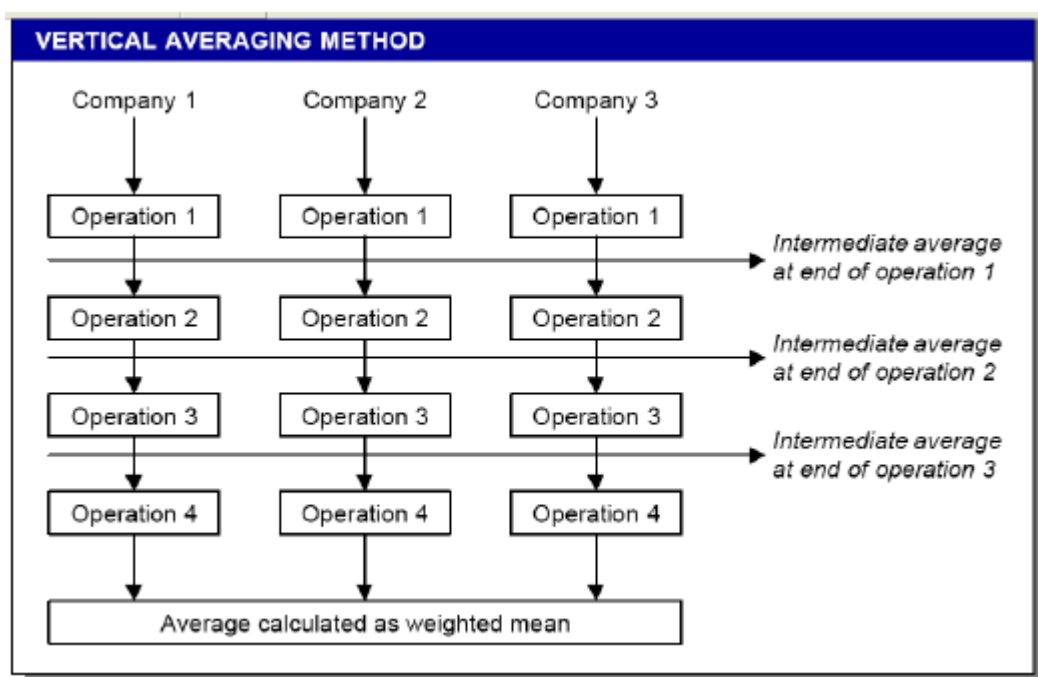 VERTICAL AVERAGING METHOD
Company 1
Company 2
Company 3
Operation 1
Operation 1
Operation 1
Intermediate average
at end of operation 1
Operation 2
Operation 2
Operation 2
Intermediate average
at end of operation 2
Operation 3
Operation 3
Operation 3
Intermediate average
at end of operation 3
Operation 4
Operation 4
Operation 4
Average calculated as weighted mean